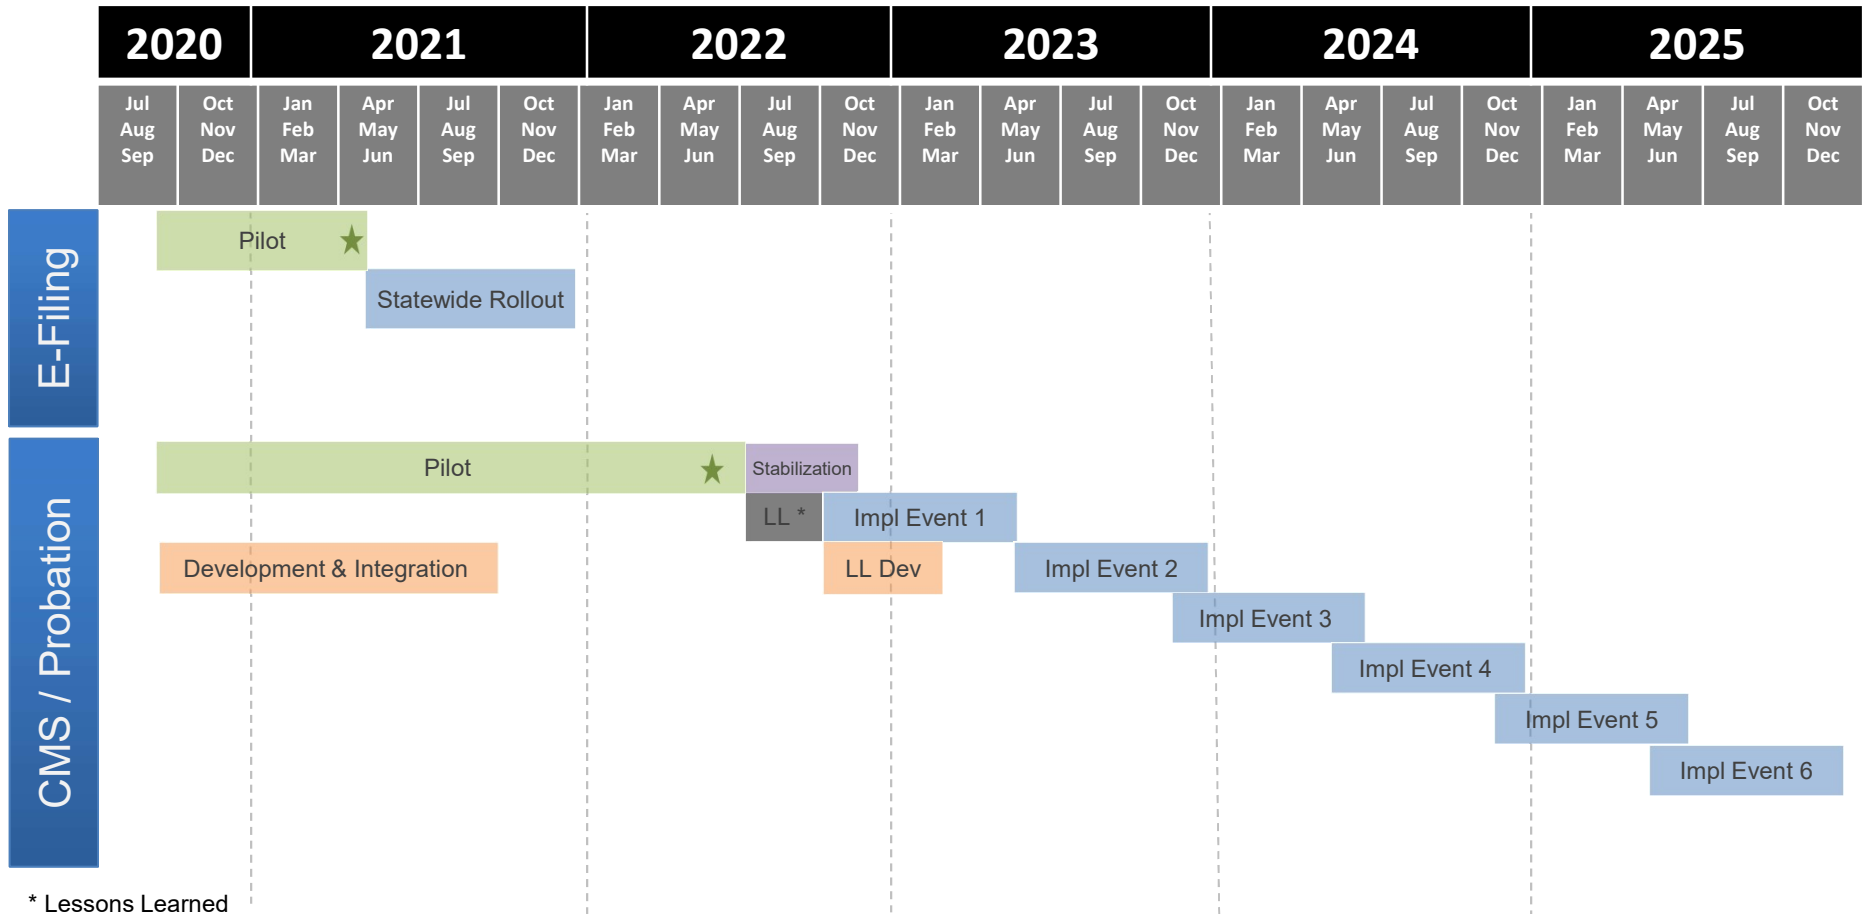 2020 2021 2022 2023 2024 2025
Jul Oct Jan Apr Jul Oct Jan Apr Jul Oct Jan Apr Jul Oct Jan Apr Jul Oct Jan Apr Jul Oct
Aug Nov Feb May Aug Nov Feb May Aug Nov Feb May Aug Nov Feb May Aug Nov Feb May Aug Nov
Sep Dec Mar Jun Sep Dec Mar Jun Sep Dec Mar Jun Sep Dec Mar Jun Sep Dec Mar Jun Sep Dec
E-Filing
Pilot
Statewide Rollout
CMS / Probation
Pilot
Stabilization
LL *
Impl Event 1
Development & Integration
LL Dev
Impl Event 2
Impl Event 3
Impl Event 4
Impl Event 5
Impl Event 6
* Lessons Learned